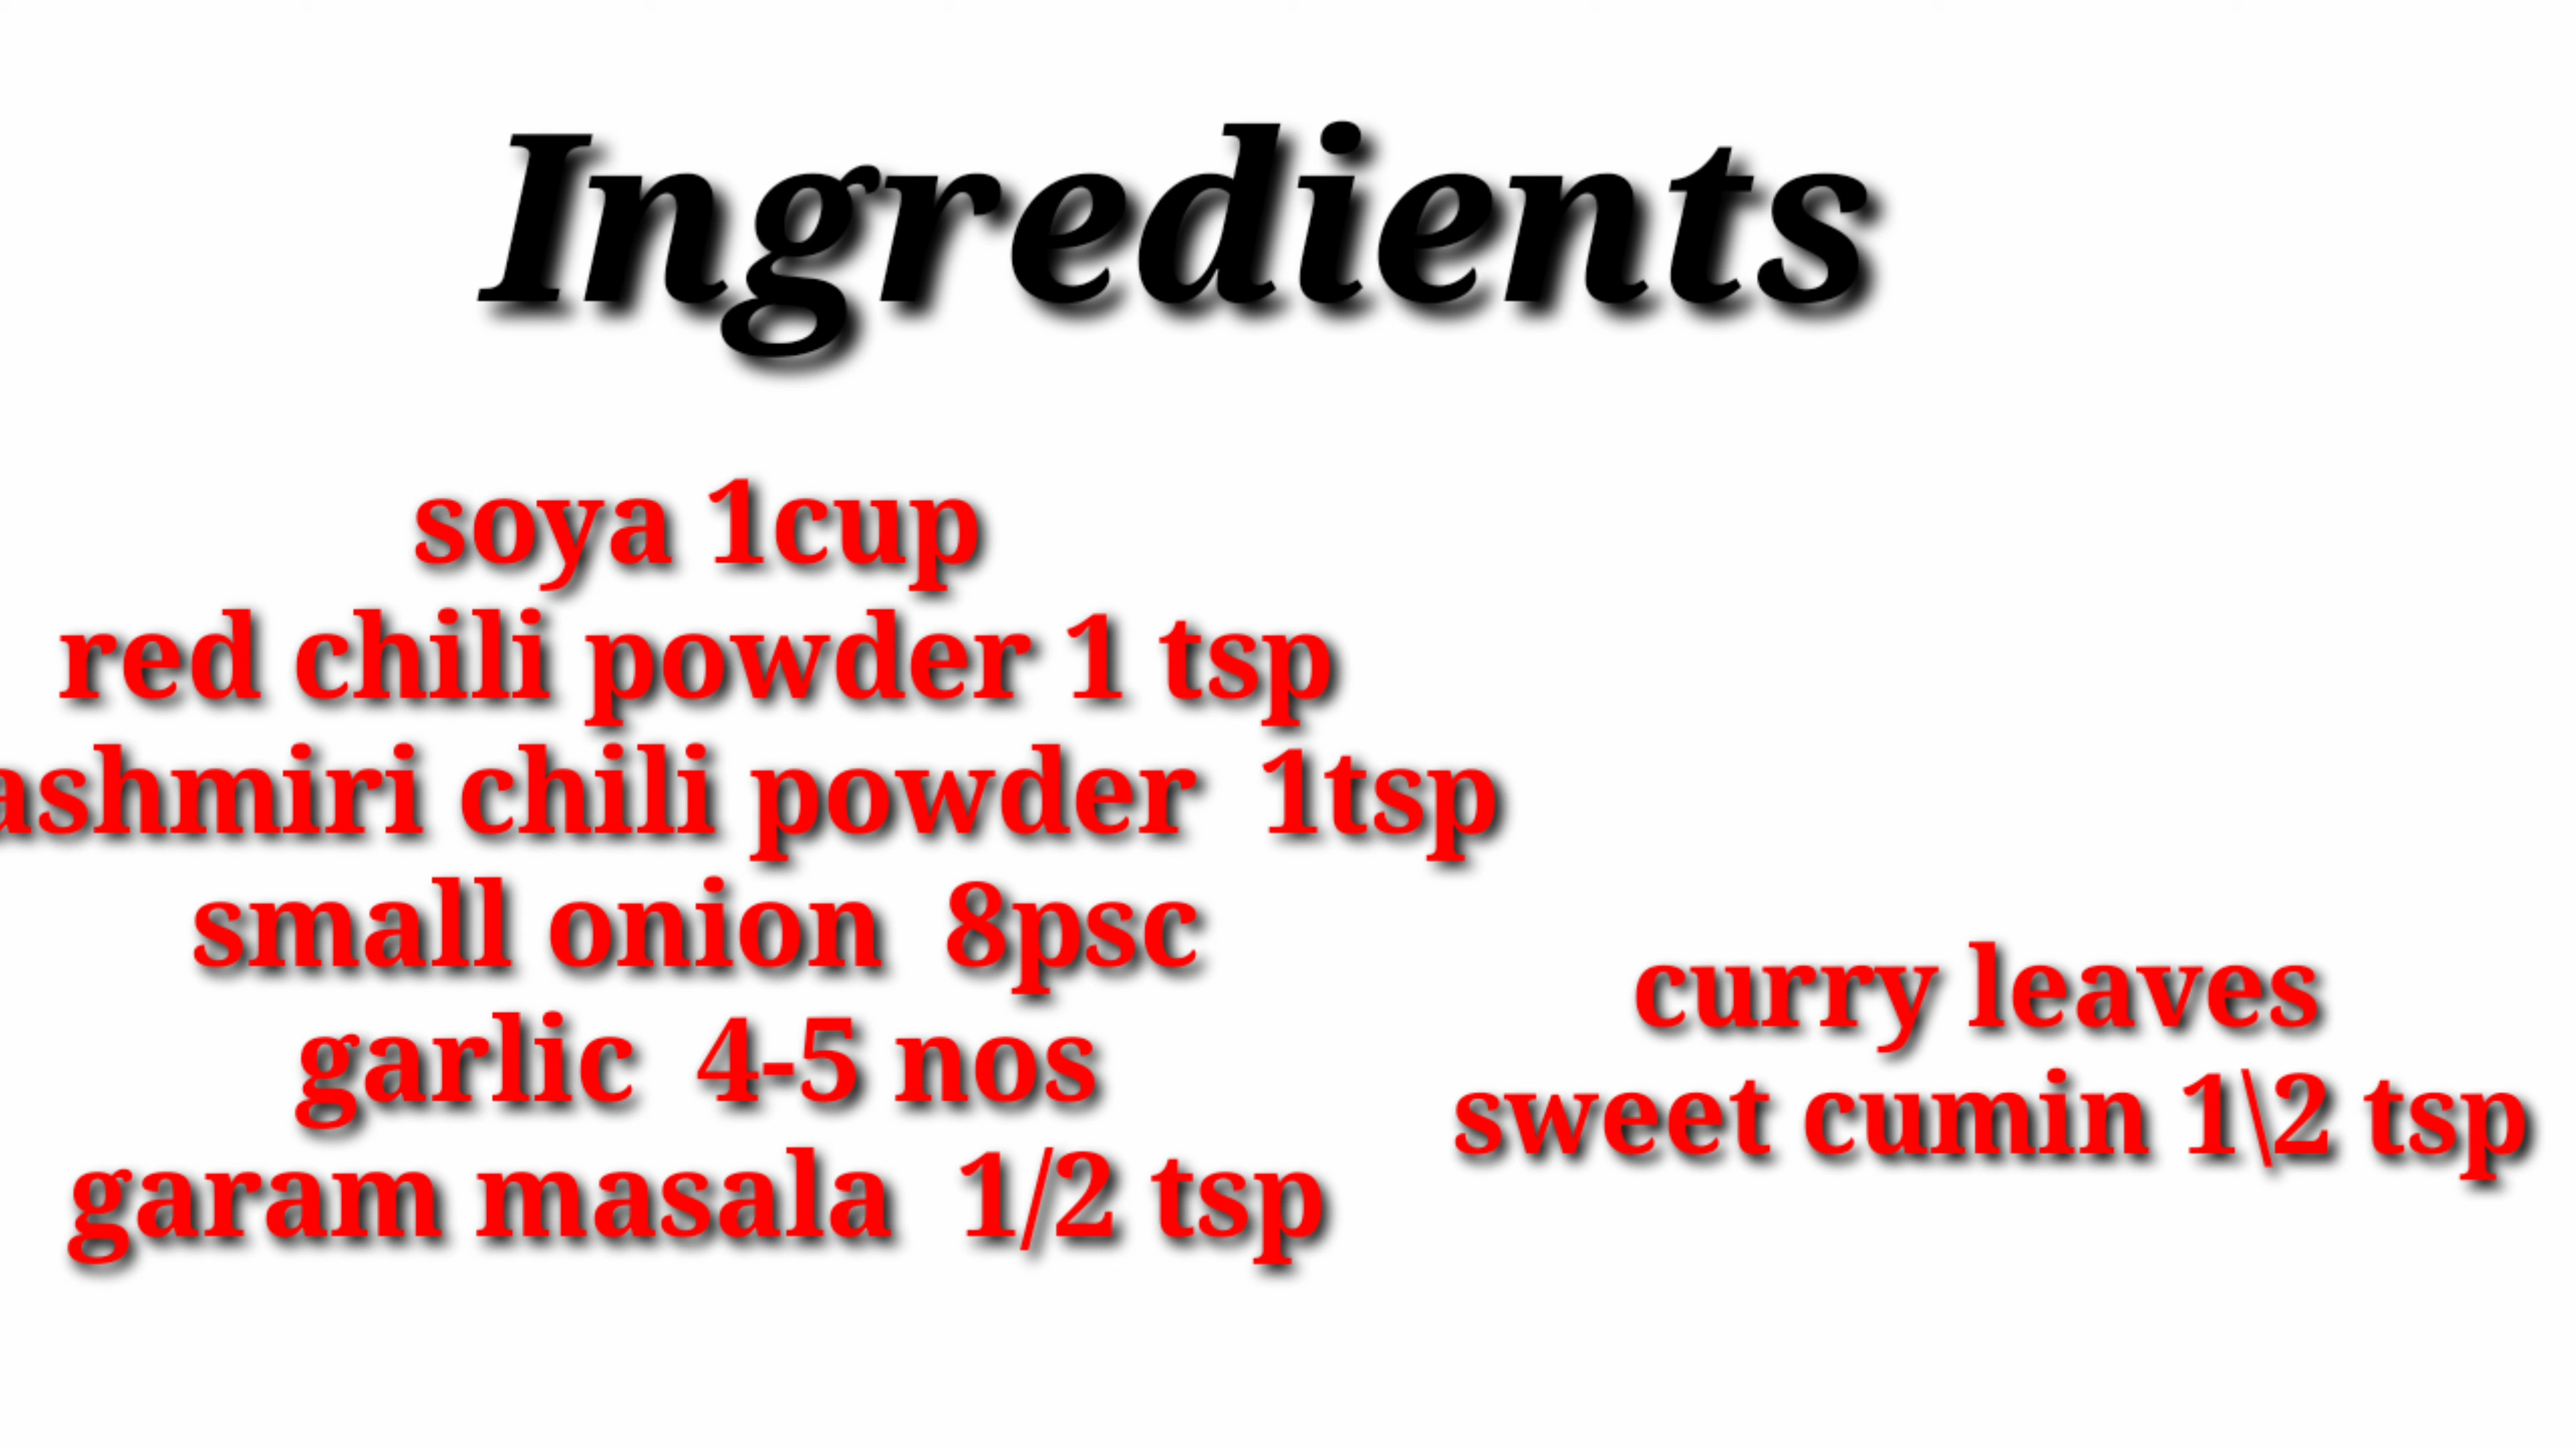 Ingredients
soya 1cup
red chili powder 1 tsp
ashmiri chili powder  1tsp
small onion  8psc
garlic  4-5 nos
garam masala  1/2 tsp
curry leaves
sweet cumin 1\2 tsp